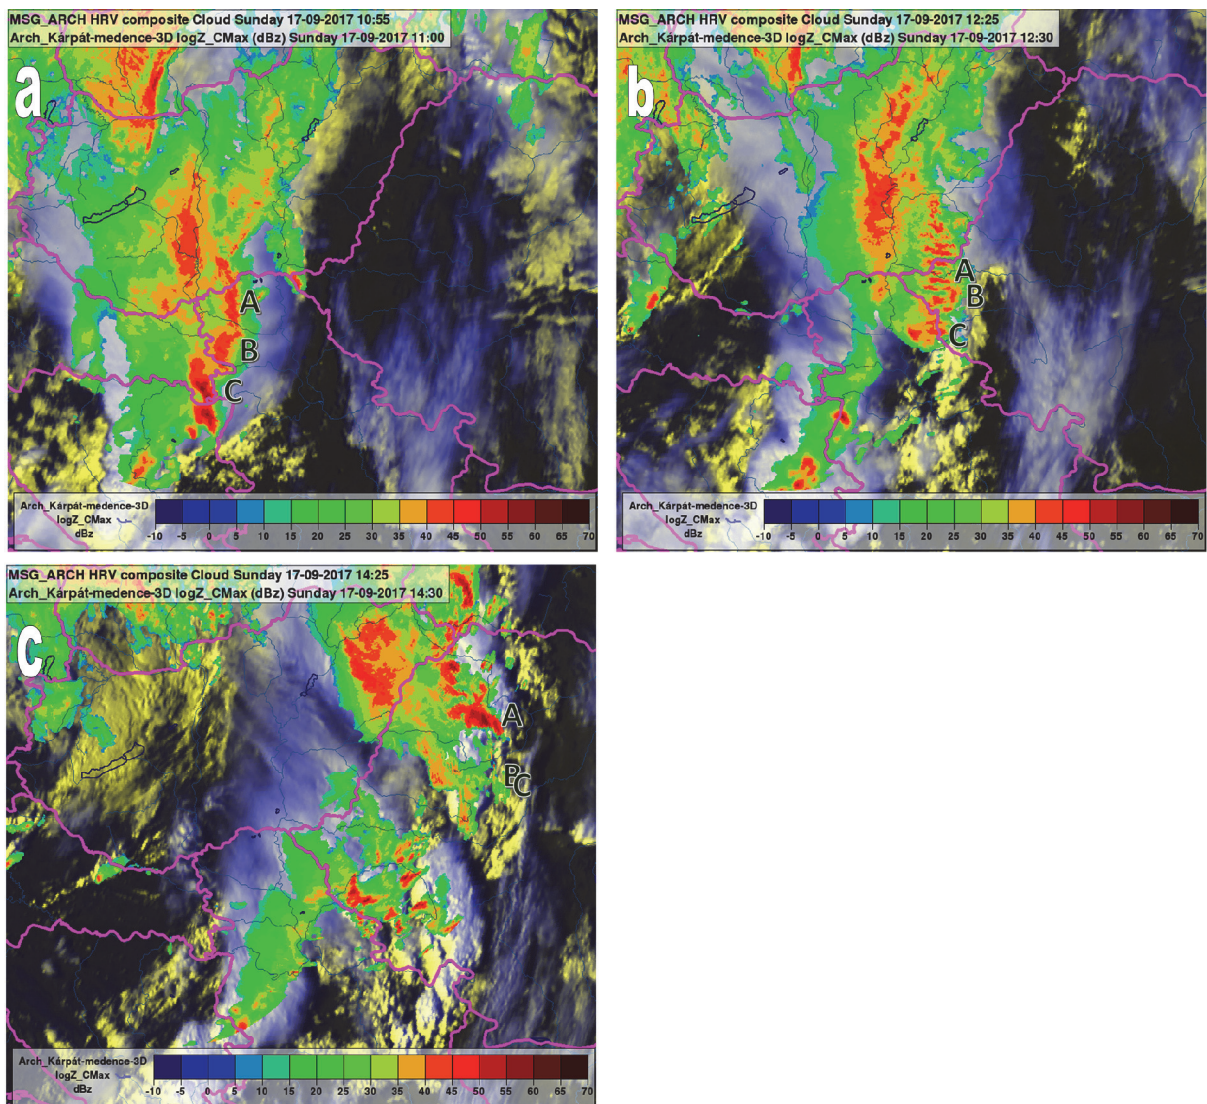 MSG_ARCH HRV composite Cloud Sunday 17-09-2017 10:55
Arch_Kárpát-medence-3D logZ_CMax (dBz) Sunday 17-09-2017 11:00
a
A
B
C
Arch_Kárpát-medence-3D
logZ_CMax
dBz
-10 -5 0 5 10 15 20 25 30 35 40 45 50 55 60 70
MSG_ARCH HRV composite Cloud Sunday 17-09-2017 12:25
Arch_Kárpát-medence-3D logZ_CMax (dBz) Sunday 17-09-2017 12:30
b
A
B
C
Arch_Kárpát-medence-3D
logZ_CMax
dBz
-10 -5 0 5 10 15 20 25 30 35 40 45 50 55 60 70
MSG_ARCH HRV composite Cloud Sunday 17-09-2017 14:25
Arch_Kárpát-medence-3D logZ_CMax (dBz) Sunday 17-09-2017 14:30
c
A
B
C
Arch_Kárpát-medence-3D
logZ_CMax
dBz
-10 -5 0 5 10 15 20 25 30 35 40 45 50 55 60 70